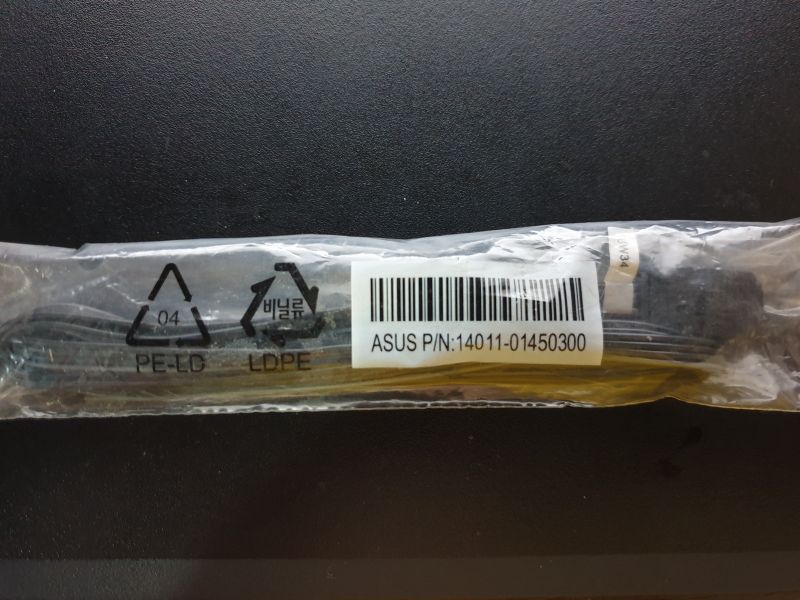 04
PE-LD
비닐류
LDPE
ASUS P/N:14011-01450300